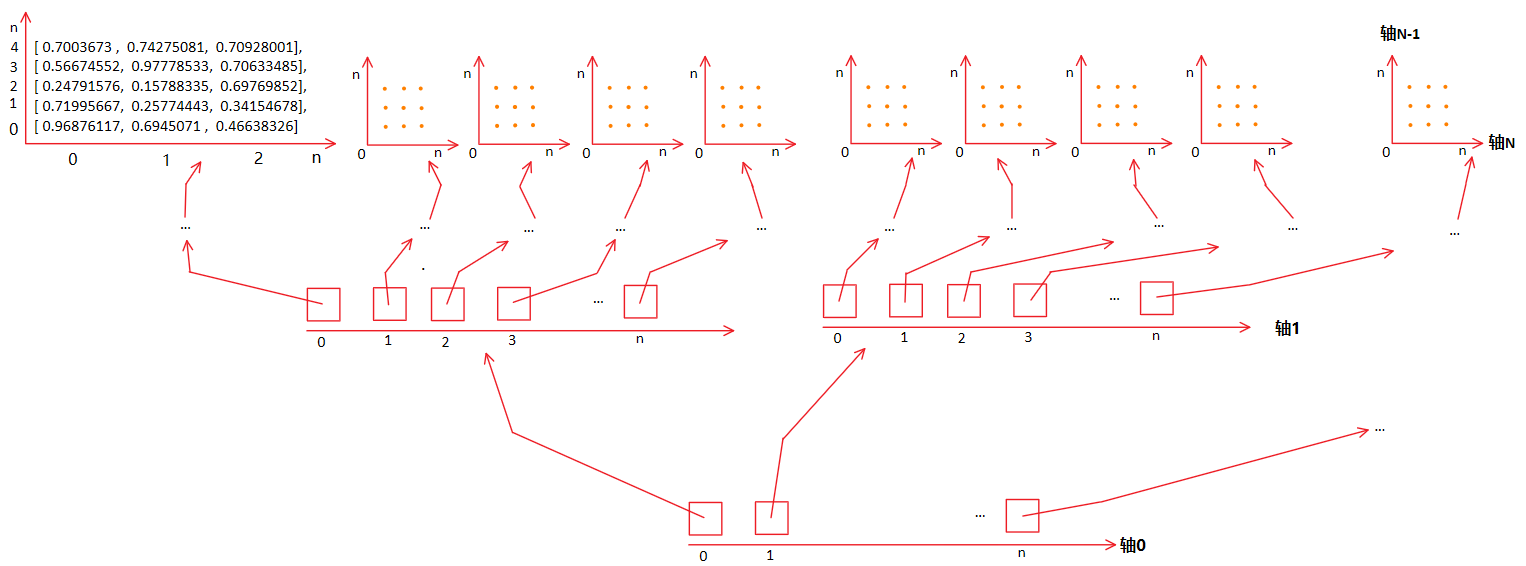 轴N-1
n
4 [ 0.7003673 , 0.74275081, 0.70928001],
3 [ 0.56674552, 0.97778533, 0.70633485],
2 [ 0.24791576, 0.15788335, 0.69769852],
1 [ 0.71995667, 0.25774443, 0.34154678],
0 [ 0.96876117, 0.6945071 , 0.46638326]
n n n n n n n n n
0 1 2 n 0 n 0 n 0 n 0 n 0 n 0 n 0 n 0 n 0 n 轴N
... ... ... ... ... ... ... ... ... ...
.
... ...
0 1 2 3 n 0 1 2 3 n 轴1
...
...
0 1 n 轴0